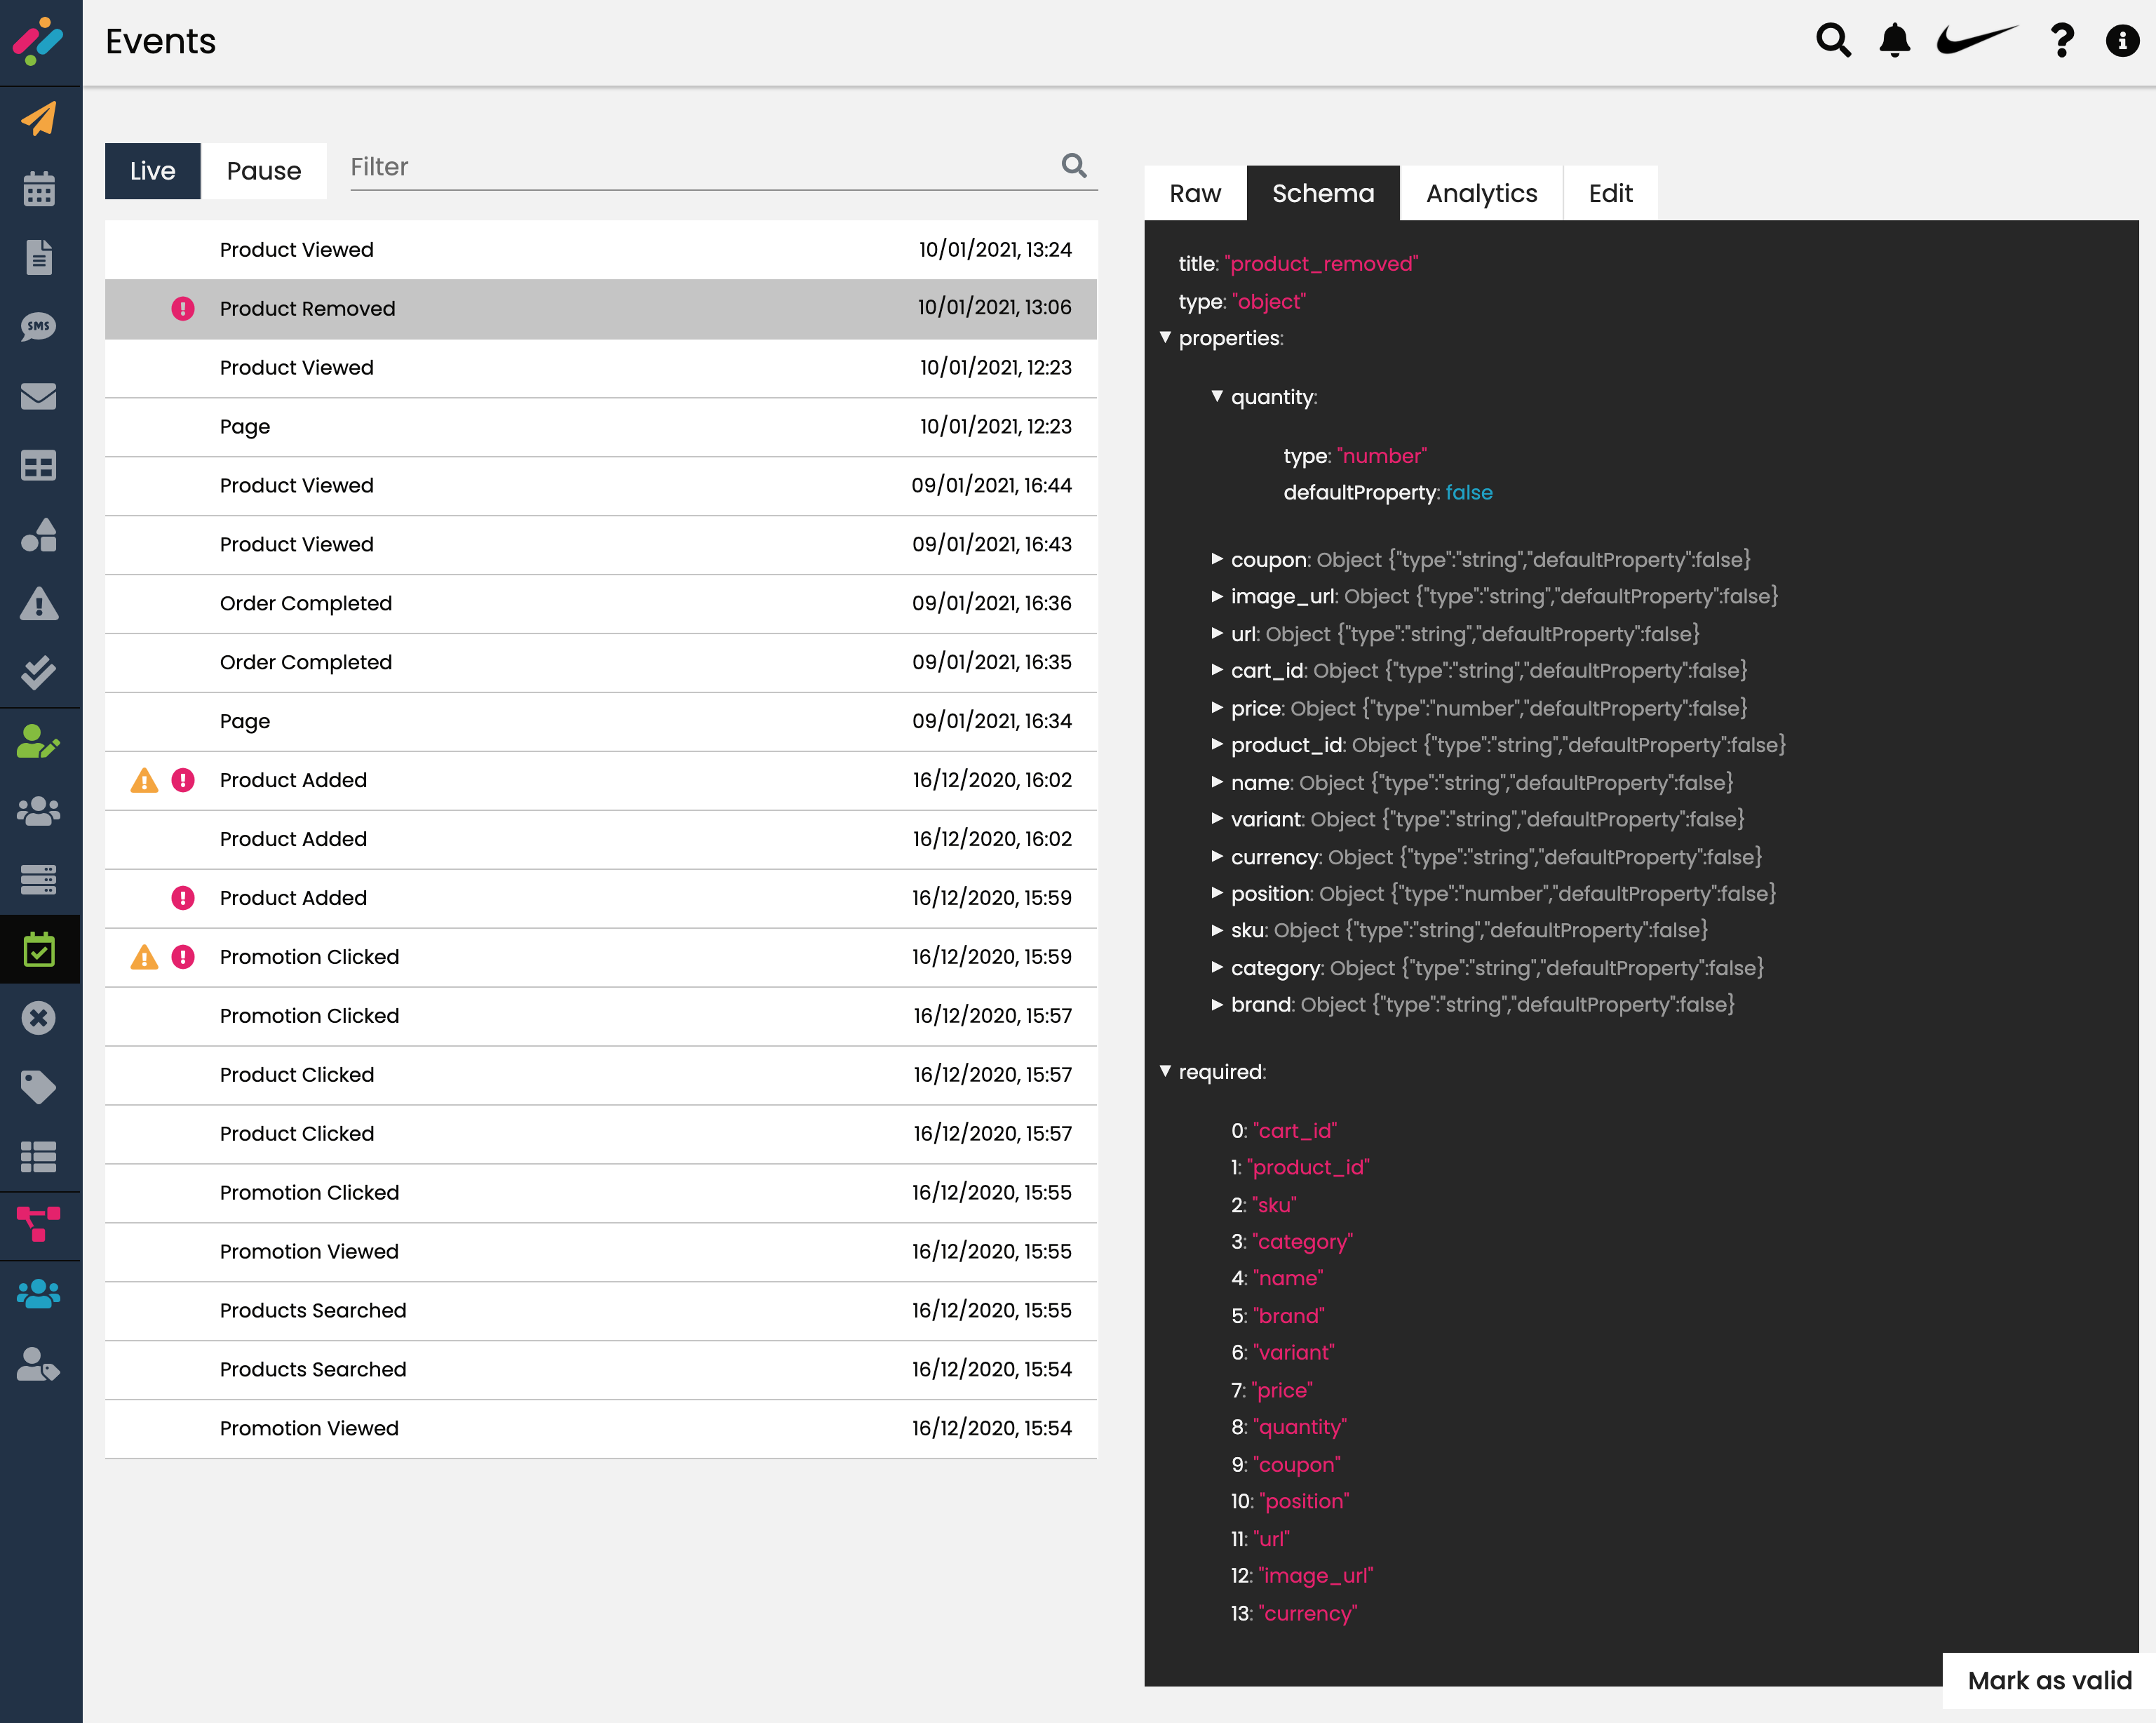 Events
SMS
Live
Pause
Filter
Product Viewed 10/01/2021, 13:24
Product Removed 10/01/2021, 13:06
Product Viewed 10/01/2021, 12:23
Page 10/01/2021, 12:23
Product Viewed 09/01/2021, 16:44
Product Viewed 09/01/2021, 16:43
Order Completed 09/01/2021, 16:36
Order Completed 09/01/2021, 16:35
Page 09/01/2021, 16:34
Product Added 16/12/2020, 16:02
Product Added 16/12/2020, 16:02
Product Added 16/12/2020, 15:59
Promotion Clicked 16/12/2020, 15:59
Promotion Clicked 16/12/2020, 15:57
Product Clicked 16/12/2020, 15:57
Product Clicked 16/12/2020, 15:57
Promotion Clicked 16/12/2020, 15:55
Promotion Viewed 16/12/2020, 15:55
Products Searched 16/12/2020, 15:55
Products Searched 16/12/2020, 15:54
Promotion Viewed 16/12/2020, 15:54
Raw
Schema
Analytics
Edit
title: "product_removed"
type: "object"
properties:
quantity:
type: "number"
defaultProperty: false
coupon: Object {"type":"string","defaultProperty":false}
image_url: Object {"type":"string","defaultProperty":false}
url: Object {"type":"string","defaultProperty":false}
cart_id: Object {"type":"string","defaultProperty":false}
price: Object {"type":"number","defaultProperty":false}
product_id: Object {"type":"string","defaultProperty":false}
name: Object {"type":"string","defaultProperty":false}
variant: Object {"type":"string","defaultProperty":false}
currency: Object {"type":"string","defaultProperty":false}
position: Object {"type":"number","defaultProperty":false}
sku: Object {"type":"string","defaultProperty":false}
category: Object {"type":"string","defaultProperty":false}
brand: Object {"type":"string","defaultProperty":false}
required:
0: "cart_id"
1: "product_id"
2: "sku"
3: "category"
4: "name"
5: "brand"
6: "variant"
7: "price"
8: "quantity"
9: "coupon"
10: "position"
11: "url"
12: "image_url"
13: "currency"
Mark as valid